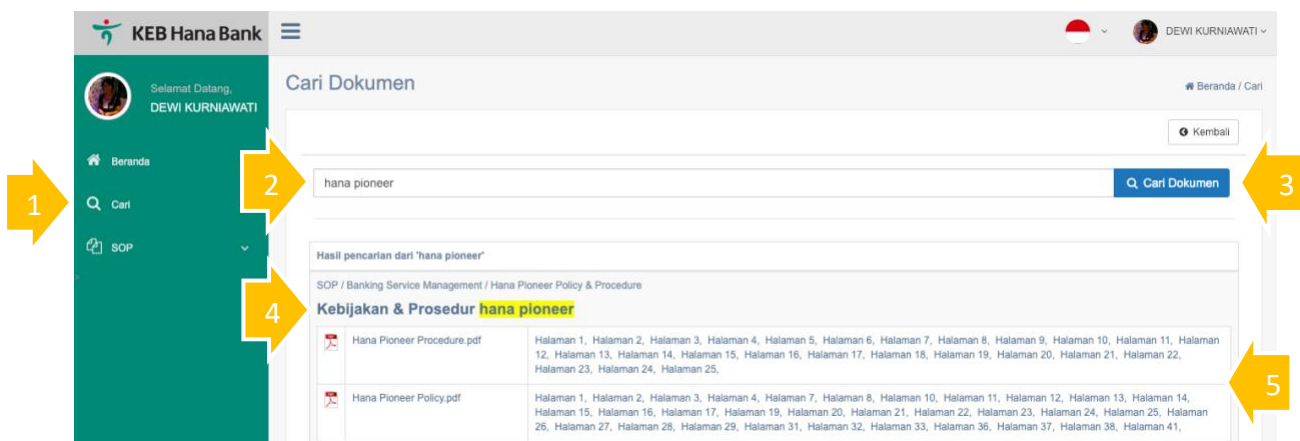 KEB Hana Bank
DEWI KURNIAWATI
Selamat Datang,
DEWI KURNIAWATI
Cari Dokumen
Beranda / Cari
Kembali
Beranda
1
Cari
SOP
2
hana pioneer
Cari Dokumen
3
Hasil pencarian dari 'hana pioneer'
SOP / Banking Service Management / Hana Pioneer Policy & Procedure
4
Kebijakan & Prosedur hana pioneer
Hana Pioneer Procedure.pdf
Halaman 1, Halaman 2, Halaman 3, Halaman 4, Halaman 5, Halaman 6, Halaman 7, Halaman 8, Halaman 9, Halaman 10, Halaman 11, Halaman
12, Halaman 13, Halaman 14, Halaman 15, Halaman 16, Halaman 17, Halaman 18, Halaman 19, Halaman 20, Halaman 21, Halaman 22,
Halaman 23, Halaman 24, Halaman 25,
5
Hana Pioneer Policy.pdf
Halaman 1, Halaman 2, Halaman 3, Halaman 4, Halaman 7, Halaman 8, Halaman 10, Halaman 11, Halaman 12, Halaman 13, Halaman 14,
Halaman 15, Halaman 16, Halaman 17, Halaman 19, Halaman 20, Halaman 21, Halaman 22, Halaman 23, Halaman 24, Halaman 25, Halaman
26, Halaman 27, Halaman 28, Halaman 29, Halaman 31, Halaman 32, Halaman 33, Halaman 36, Halaman 37, Halaman 38, Halaman 41,